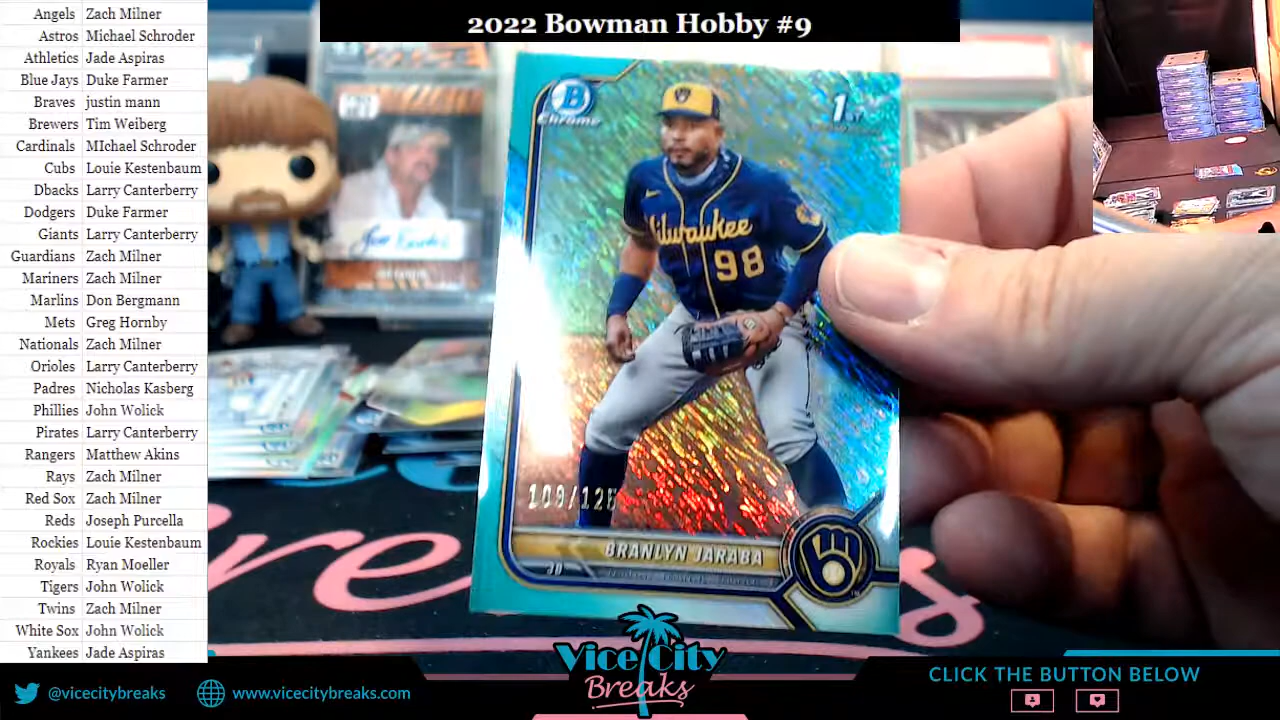 2022 Bowman Hobby #9
Angels Zach Milner
Astros Michael Schroder
Athletics Jade Aspiras
Blue Jays Duke Farmer
Braves justin mann
Brewers Tim Weiberg
Cardinals MIchael Schroder
Cubs Louie Kestenbaum
Dbacks Larry Canterberry
Dodgers Duke Farmer
Giants Larry Canterberry
Guardians Zach Milner
Mariners Zach Milner
Marlins Don Bergmann
Mets Greg Hornby
Nationals Zach Milner
Orioles Larry Canterberry
Padres Nicholas Kasberg
Phillies John Wolick
Pirates Larry Canterberry
Rangers Matthew Akins
Rays Zach Milner
Red Sox Zach Milner
Reds Joseph Purcella
Rockies Louie Kestenbaum
Royals Ryan Moeller
Tigers John Wolick
Twins Zach Milner
White Sox John Wolick
Yankees Jade Aspiras
B
Chrome
1ST
Milwaukee
98
109/125
BRANLYN JARABA
3B
Vice City
Breaks
@vicecitybreaks
www.vicecitybreaks.com
CLICK THE BUTTON BELOW